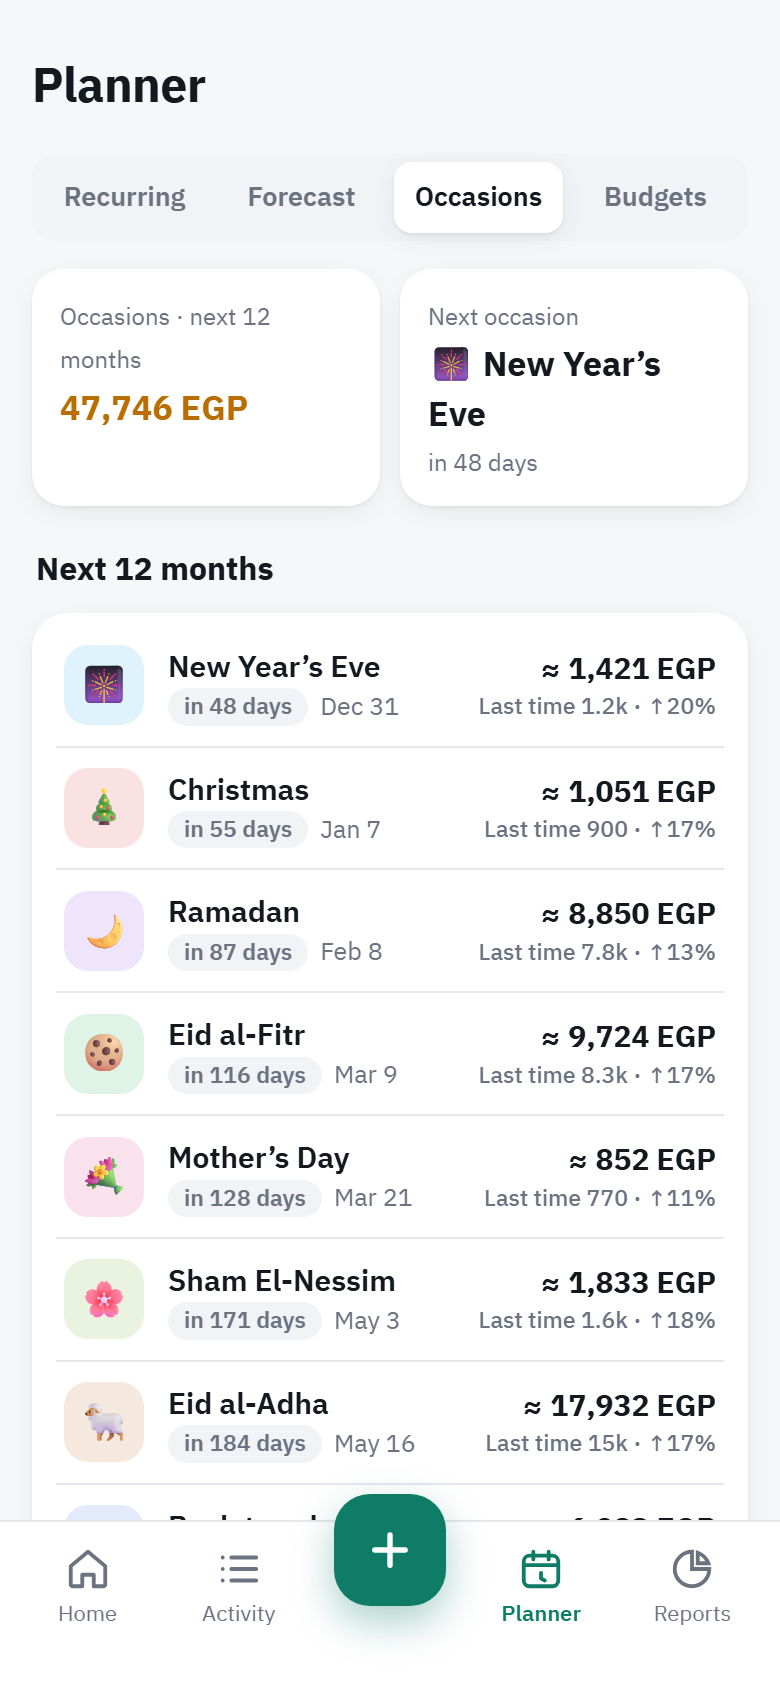 Planner
Recurring
Forecast
Occasions
Budgets
Occasions · next 12
months
47,746 EGP
Next occasion
New Year’s
Eve
in 48 days
Next 12 months
New Year’s Eve
≈ 1,421 EGP
in 48 days Dec 31
Last time 1.2k · ↑20%
Christmas
≈ 1,051 EGP
in 55 days Jan 7
Last time 900 · ↑17%
Ramadan
≈ 8,850 EGP
in 87 days Feb 8
Last time 7.8k · ↑13%
Eid al-Fitr
≈ 9,724 EGP
in 116 days Mar 9
Last time 8.3k · ↑17%
Mother’s Day
≈ 852 EGP
in 128 days Mar 21
Last time 770 · ↑11%
Sham El-Nessim
≈ 1,833 EGP
in 171 days May 3
Last time 1.6k · ↑18%
Eid al-Adha
≈ 17,932 EGP
in 184 days May 16
Last time 15k · ↑17%
Home
Activity
Planner
Reports